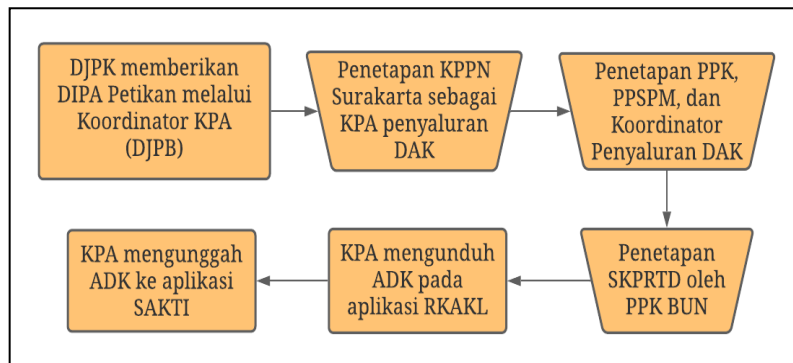 DJPK memberikan
DIPA Petikan melalui
Koordinator KPA
(DJPB)
Penetapan KPPN
Surakarta sebagai
KPA penyaluran
DAK
Penetapan PPK,
PPSPM, dan
Koordinator
Penyaluran DAK
Penetapan
SKPRTD oleh
PPK BUN
KPA mengunduh
ADK pada
aplikasi RKAKL
KPA mengunggah
ADK ke aplikasi
SAKTI